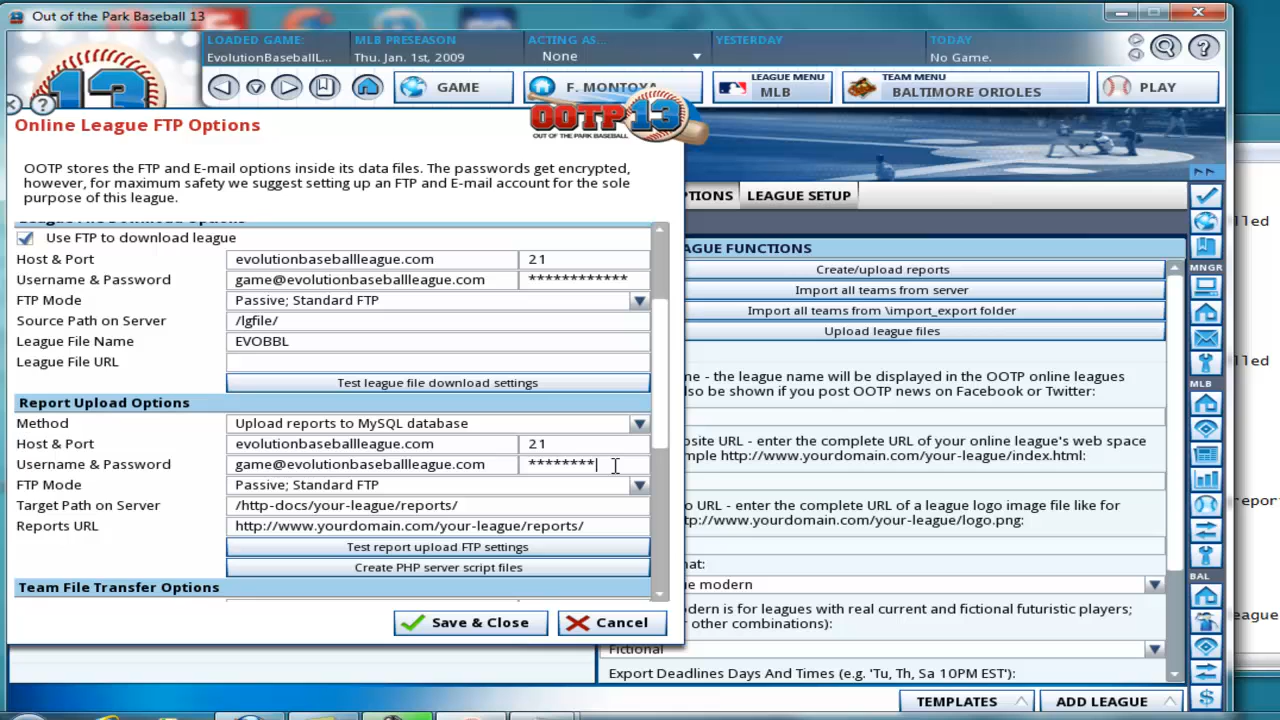 Out of the Park Baseball 13
LOADED GAME:
EvolutionBaseballL...
MLB PRESEASON
Thu. Jan. 1st, 2009
ACTING AS...
None
YESTERDAY
TODAY
No Game.
13
GAME
F. MONTOYA
LEAGUE MENU
MLB
TEAM MENU
BALTIMORE ORIOLES
PLAY
Online League FTP Options
OOTP 13
OUT OF THE PARK BASEBALL
OOTP stores the FTP and E-mail options inside its data files. The passwords get encrypted,
however, for maximum safety we suggest setting up an FTP and E-mail account for the sole
purpose of this league.
League File Download Options
Use FTP to download league
Host & Port
evolutionbaseballleague.com
21
Username & Password
game@evolutionbaseballleague.com
************
FTP Mode
Passive; Standard FTP
Source Path on Server
/lgfile/
League File Name
EVOBBL
League File URL
Test league file download settings
Report Upload Options
Method
Upload reports to MySQL database
Host & Port
evolutionbaseballleague.com
21
Username & Password
game@evolutionbaseballleague.com
********
FTP Mode
Passive; Standard FTP
Target Path on Server
/http-docs/your-league/reports/
Reports URL
http://www.yourdomain.com/your-league/reports/
Test report upload FTP settings
Create PHP server script files
Team File Transfer Options
Save & Close
Cancel
PTIONS
LEAGUE SETUP
AGUE FUNCTIONS
Create/upload reports
Import all teams from server
Import all teams from \import_export folder
Upload league files
me - the league name will be displayed in the OOTP online leagues
lso be shown if you post OOTP news on Facebook or Twitter:
bsite URL - enter the complete URL of your online league's web space
mple http://www.yourdomain.com/your-league/index.html:
o URL - enter the complete URL of a league logo image file like for
tp://www.yourdomain.com/your-league/logo.png:
mat:
e modern
dern is for leagues with real current and fictional futuristic players;
r other combinations):
Fictional
Export Deadlines Days And Times (e.g. 'Tu, Th, Sa 10PM EST'):
TEMPLATES
ADD LEAGUE
MNGR
MLB
BAL
lled
lled
report
eague